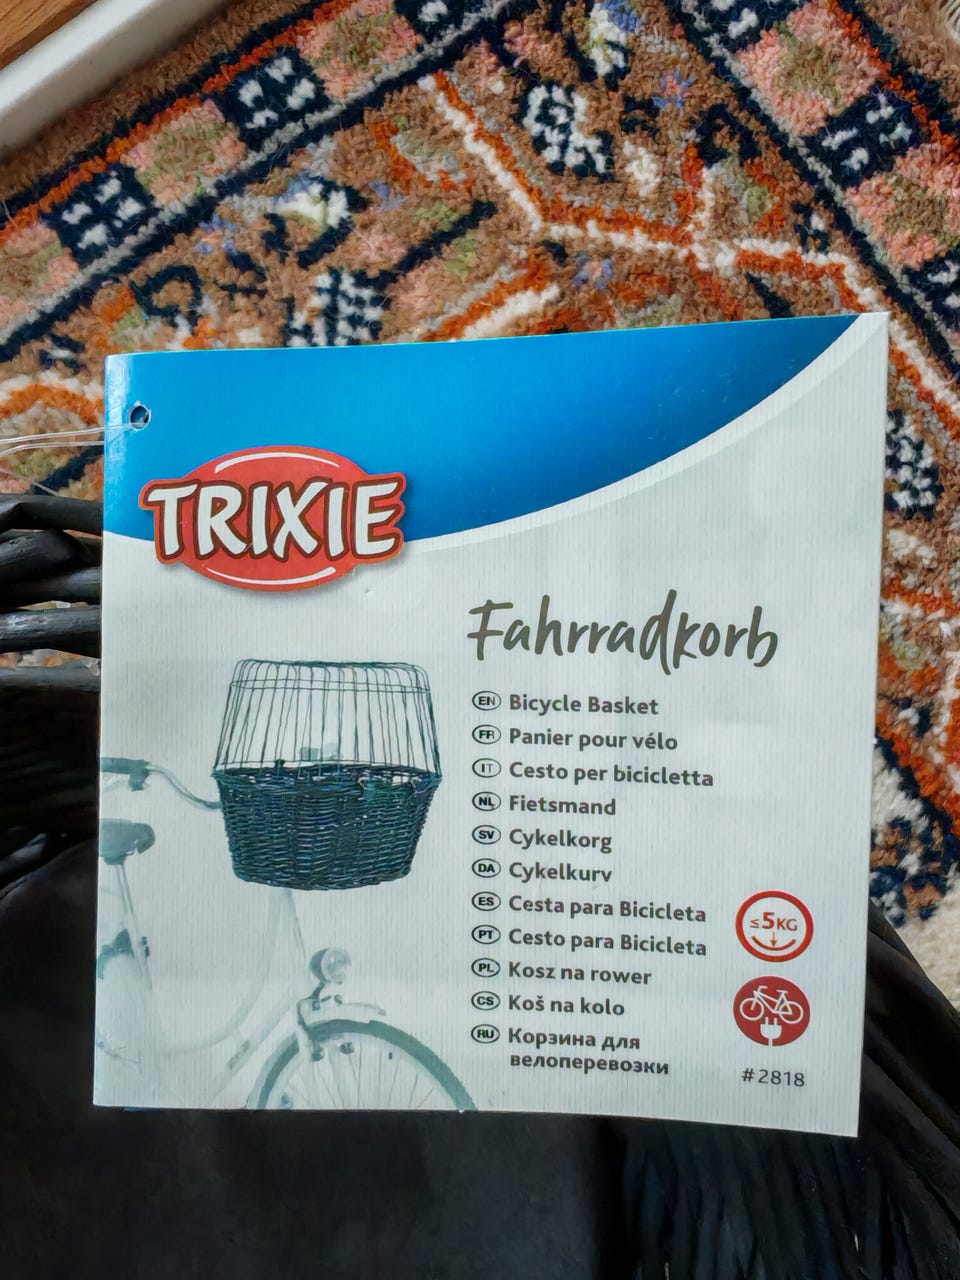 TRIXIE
Fahrradkorb
EN Bicycle Basket
FR Panier pour vélo
IT Cesto per bicicletta
NL Fietsmand
SV Cykelkorg
DA Cykelkurv
ES Cesta para Bicicleta
PT Cesto para Bicicleta
PL Kosz na rower
CS Koš na kolo
RU Корзина для
велоперевозки
≤5KG
#2818